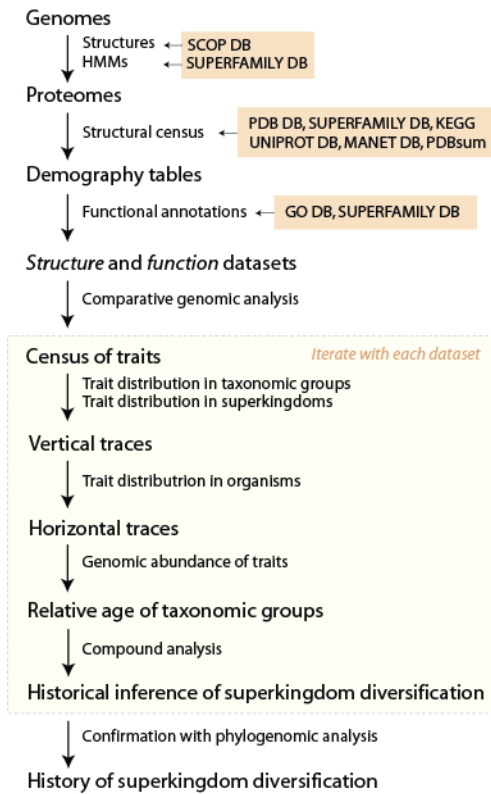 Genomes
Structures
SCOP DB
HMMs
SUPERFAMILY DB
Proteomes
Structural census
PDB DB, SUPERFAMILY DB, KEGG
UNIPROT DB, MANET DB, PDBsum
Demography tables
Functional annotations
GO DB, SUPERFAMILY DB
Structure and function datasets
Comparative genomic analysis
Census of traits
Iterate with each dataset
Trait distribution in taxonomic groups
Trait distribution in superkingdoms
Vertical traces
Trait distributrion in organisms
Horizontal traces
Genomic abundance of traits
Relative age of taxonomic groups
Compound analysis
Historical inference of superkingdom diversification
Confirmation with phylogenomic analysis
History of superkingdom diversification